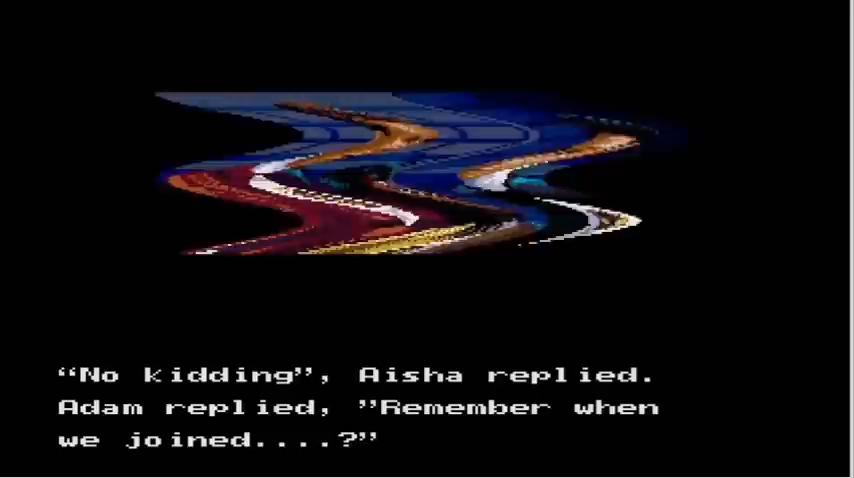 “No kidding”, Aisha replied.
Adam replied, ”Remember when
we joined....?”